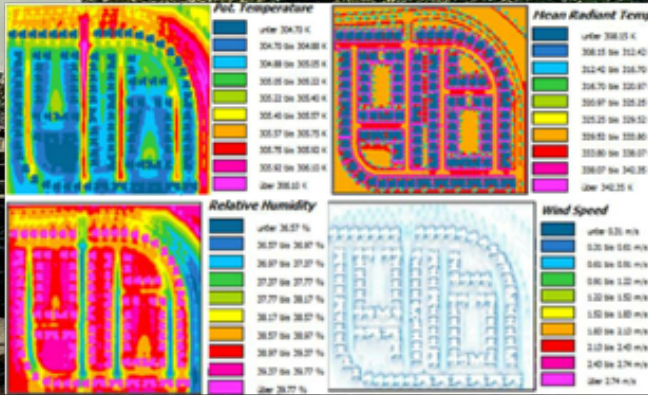 Pot. Temperature
unter 304.70 K
304.70 bis 304.88 K
304.88 bis 305.05 K
305.05 bis 305.22 K
305.22 bis 305.40 K
305.40 bis 305.57 K
305.57 bis 305.75 K
305.75 bis 305.92 K
305.92 bis 306.10 K
über 306.10 K
Mean Radiant Temp
unter 308.15 K
308.15 bis 312.42
312.42 bis 316.70
316.70 bis 320.97
320.97 bis 325.25
325.25 bis 329.52
329.52 bis 333.80
333.80 bis 338.07
338.07 bis 342.35
über 342.35 K
Relative Humidity
unter 36.57 %
36.57 bis 36.97 %
36.97 bis 37.37 %
37.37 bis 37.77 %
37.77 bis 38.17 %
38.17 bis 38.57 %
38.57 bis 38.97 %
38.97 bis 39.37 %
39.37 bis 39.77 %
über 39.77 %
Wind Speed
unter 0.31 m/s
0.31 bis 0.61 m/s
0.61 bis 0.91 m/s
0.91 bis 1.22 m/s
1.22 bis 1.52 m/s
1.52 bis 1.83 m/s
1.83 bis 2.13 m/s
2.13 bis 2.43 m/s
2.43 bis 2.74 m/s
über 2.74 m/s